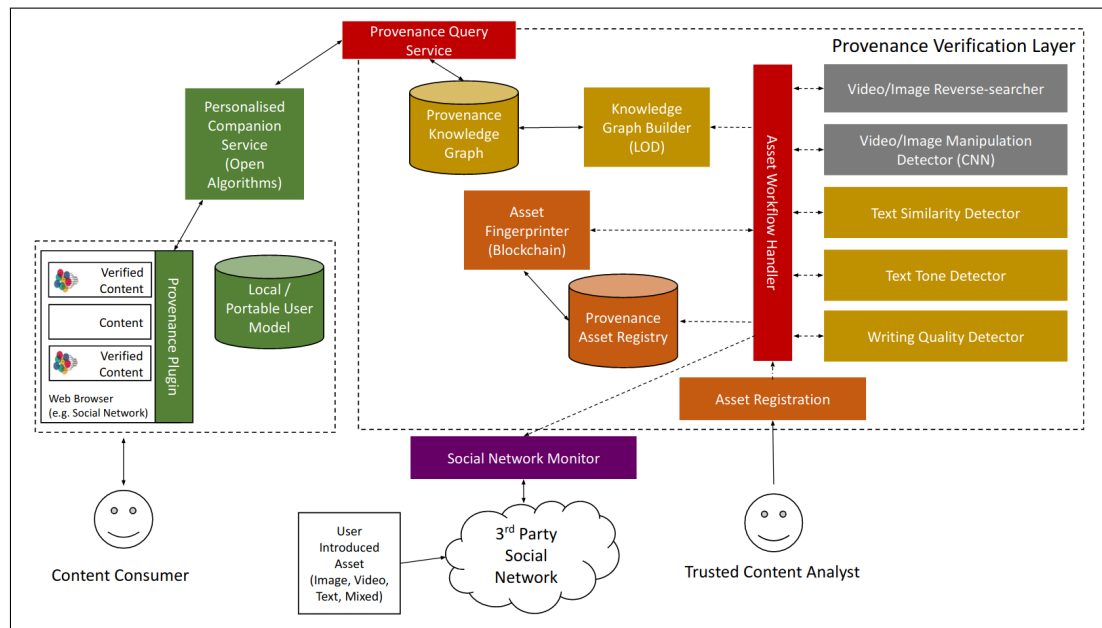 Provenance Query
Service
Provenance Verification Layer
Personalised
Companion
Service
(Open
Algorithms)
Provenance
Knowledge
Graph
Knowledge
Graph Builder
(LOD)
Asset Workflow Handler
Video/Image Reverse-searcher
Video/Image Manipulation
Detector (CNN)
Text Similarity Detector
Text Tone Detector
Writing Quality Detector
Asset
Fingerprinter
(Blockchain)
Provenance
Asset Registry
Asset Registration
Verified
Content
Content
Verified
Content
Web Browser
(e.g. Social Network)
Provenance Plugin
Local /
Portable User
Model
Social Network Monitor
User
Introduced
Asset
(Image, Video,
Text, Mixed)
3rd Party
Social
Network
Content Consumer
Trusted Content Analyst